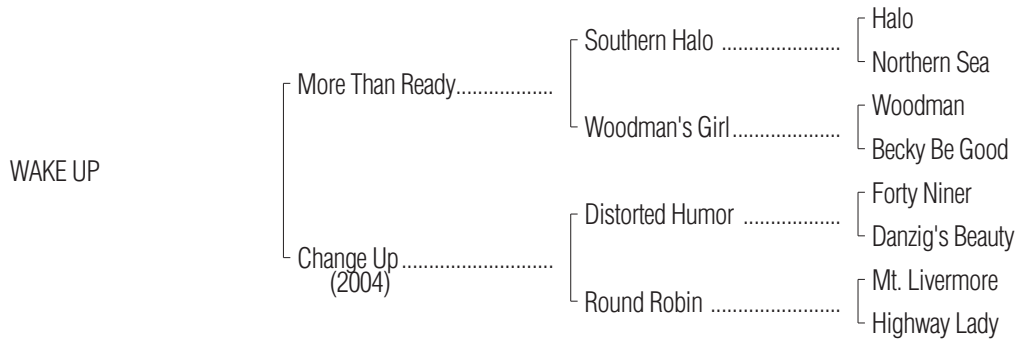 Halo
Southern Halo ......................
Northern Sea
More Than Ready..................
Woodman
Woodman's Girl....................
Becky Be Good
WAKE UP
Forty Niner
Distorted Humor ..................
Danzig's Beauty
Change Up............................
(2004)
Mt. Livermore
Round Robin ........................
Highway Lady